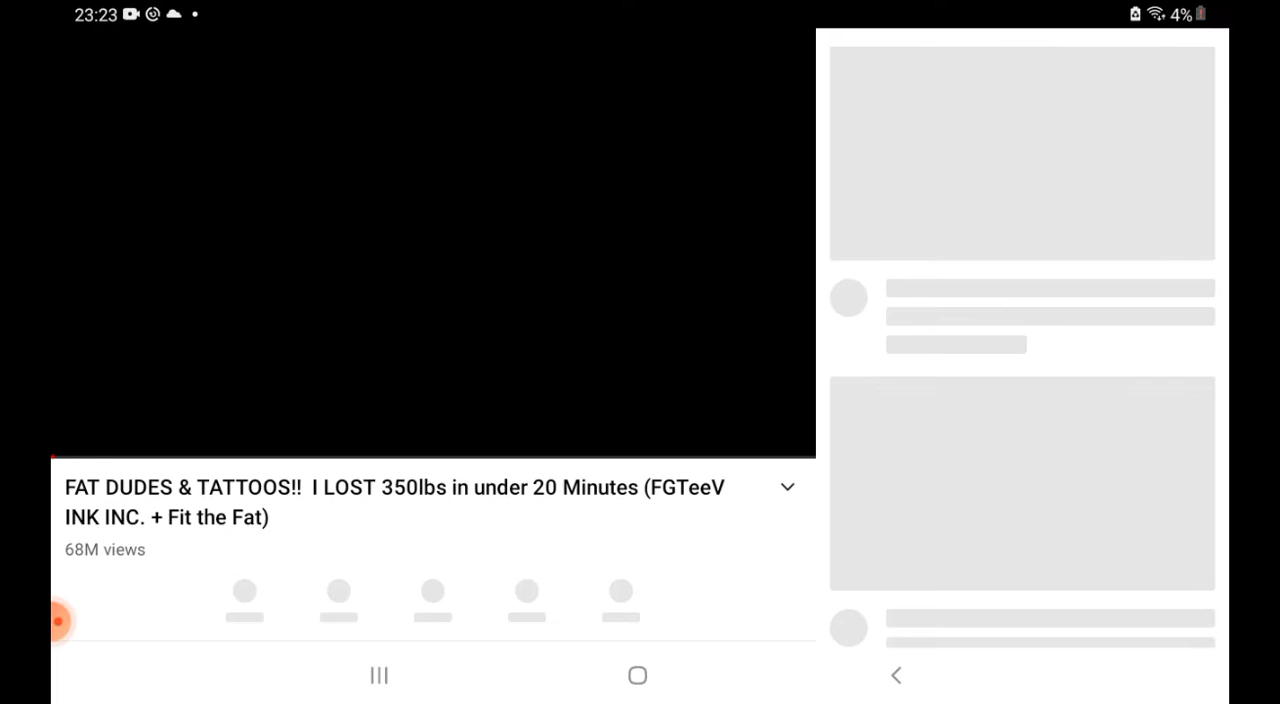 23:23
4%
FAT DUDES & TATTOOS!! I LOST 350lbs in under 20 Minutes (FGTeeV
INK INC. + Fit the Fat)
68M views